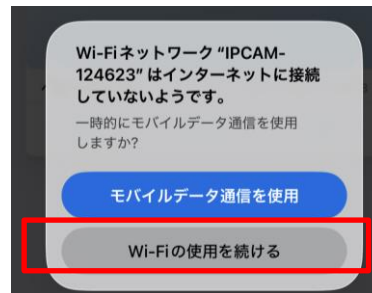 Wi-Fiネットワーク “IPCAM-
124623” はインターネットに接続
していないようです。
一時的にモバイルデータ通信を使用
しますか?
モバイルデータ通信を使用
Wi-Fiの使用を続ける